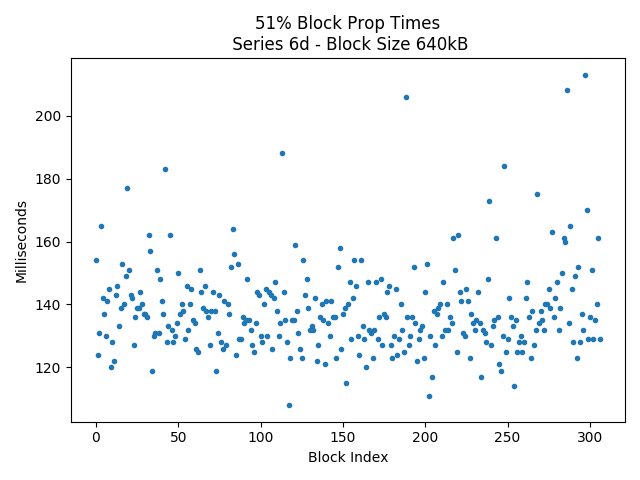 51% Block Prop Times
Series 6d - Block Size 640kB
Milliseconds
200
180
160
140
120
0 50 100 150 200 250 300
Block Index